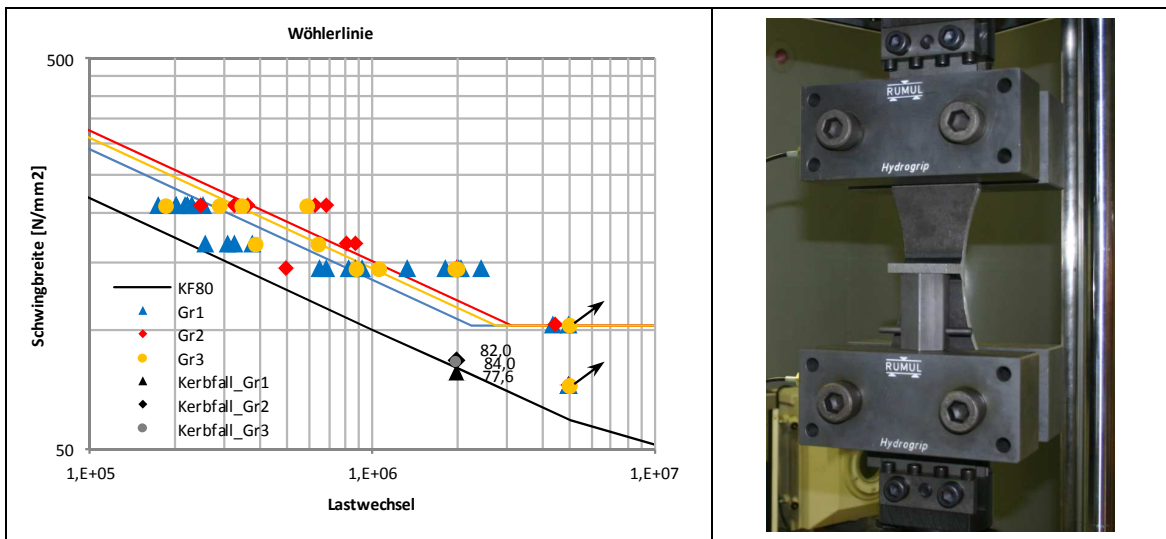 Wöhlerlinie
500
Schwingbreite [N/mm2]
KF80
Gr1
Gr2
Gr3
Kerbfall_Gr1
Kerbfall_Gr2
Kerbfall_Gr3
82,0
84,0
77,6
50
1,E+05
1,E+06
1,E+07
Lastwechsel
RUMUL
Hydrogrip
RUMUL
Hydrogrip